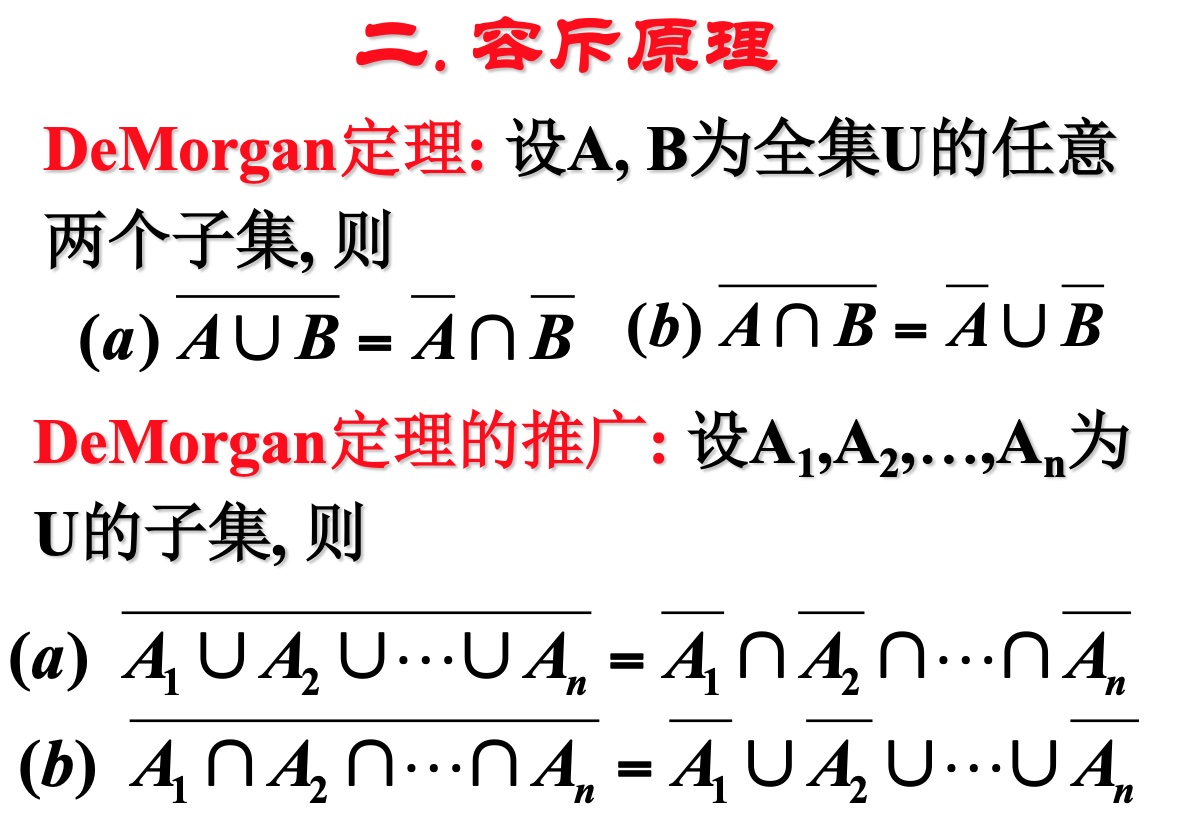 二. 容斥原理
DeMorgan定理: 设A, B为全集U的任意
两个子集, 则
(a) $\overline{A \cup B} = \overline{A} \cap \overline{B}$ (b) $\overline{A \cap B} = \overline{A} \cup \overline{B}$
DeMorgan定理的推广: 设A₁,A₂,…,Aₙ为
U的子集, 则
(a) $\overline{A_1 \cup A_2 \cup \cdots \cup A_n} = \overline{A_1} \cap \overline{A_2} \cap \cdots \cap \overline{A_n}$
(b) $\overline{A_1 \cap A_2 \cap \cdots \cap A_n} = \overline{A_1} \cup \overline{A_2} \cup \cdots \cup \overline{A_n}$